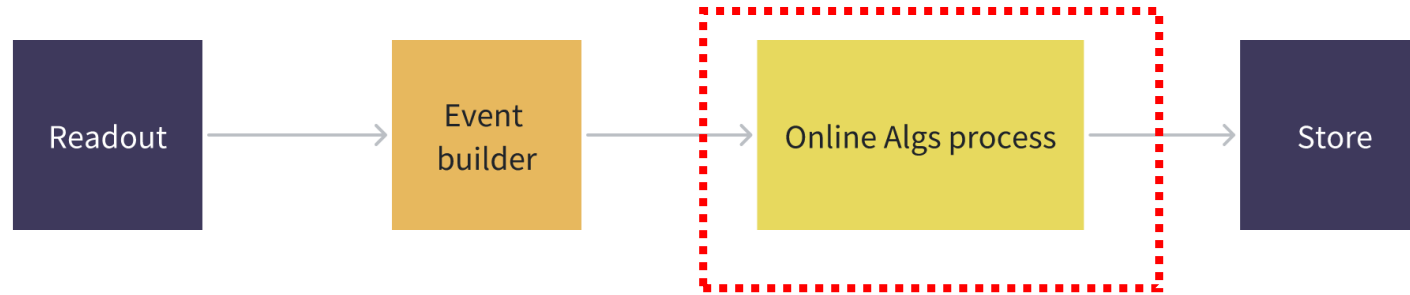 Readout
Event
builder
Online Algs process
Store